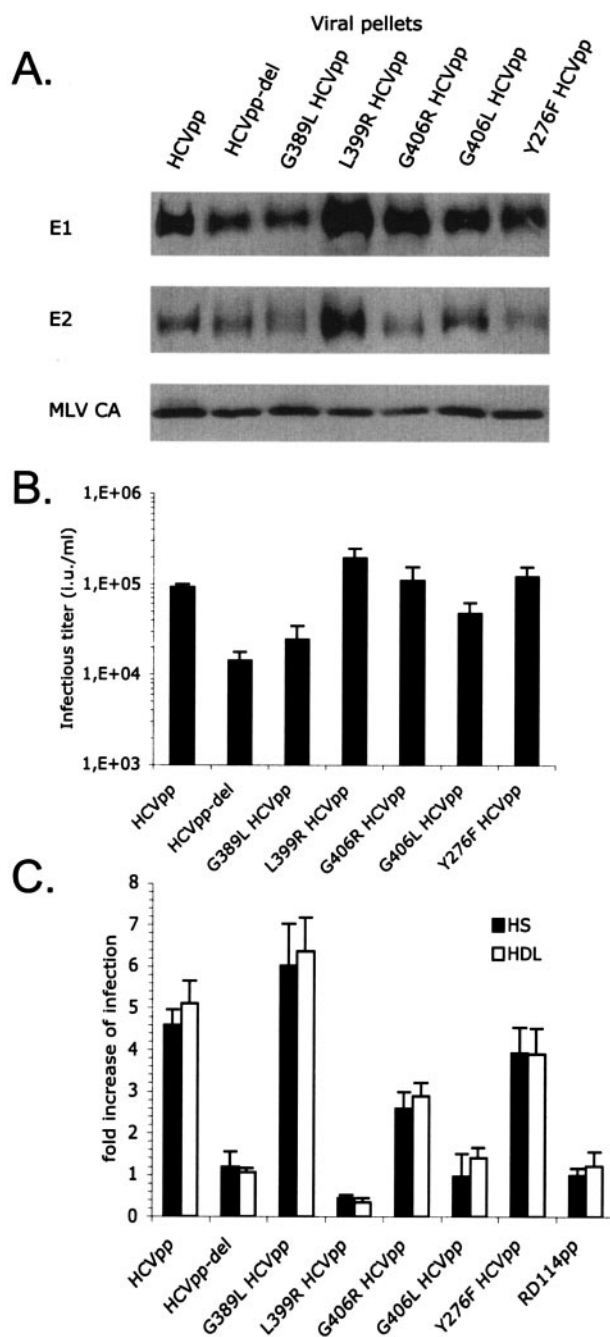 Viral pellets
A.
HCVpp
HCVpp-del
G389L HCVpp
L399R HCVpp
G406R HCVpp
G406L HCVpp
Y276F HCVpp
E1
E2
MLV CA
B.
Infectious titer (i.u./ml)
1,E+06
1,E+05
1,E+04
1,E+03
HCVpp
HCVpp-del
G389L HCVpp
L399R HCVpp
G406R HCVpp
G406L HCVpp
Y276F HCVpp
C.
fold increase of infection
8
7
6
5
4
3
2
1
0
HS
HDL
HCVpp
HCVpp-del
G389L HCVpp
L399R HCVpp
G406R HCVpp
G406L HCVpp
Y276F HCVpp
RD114pp